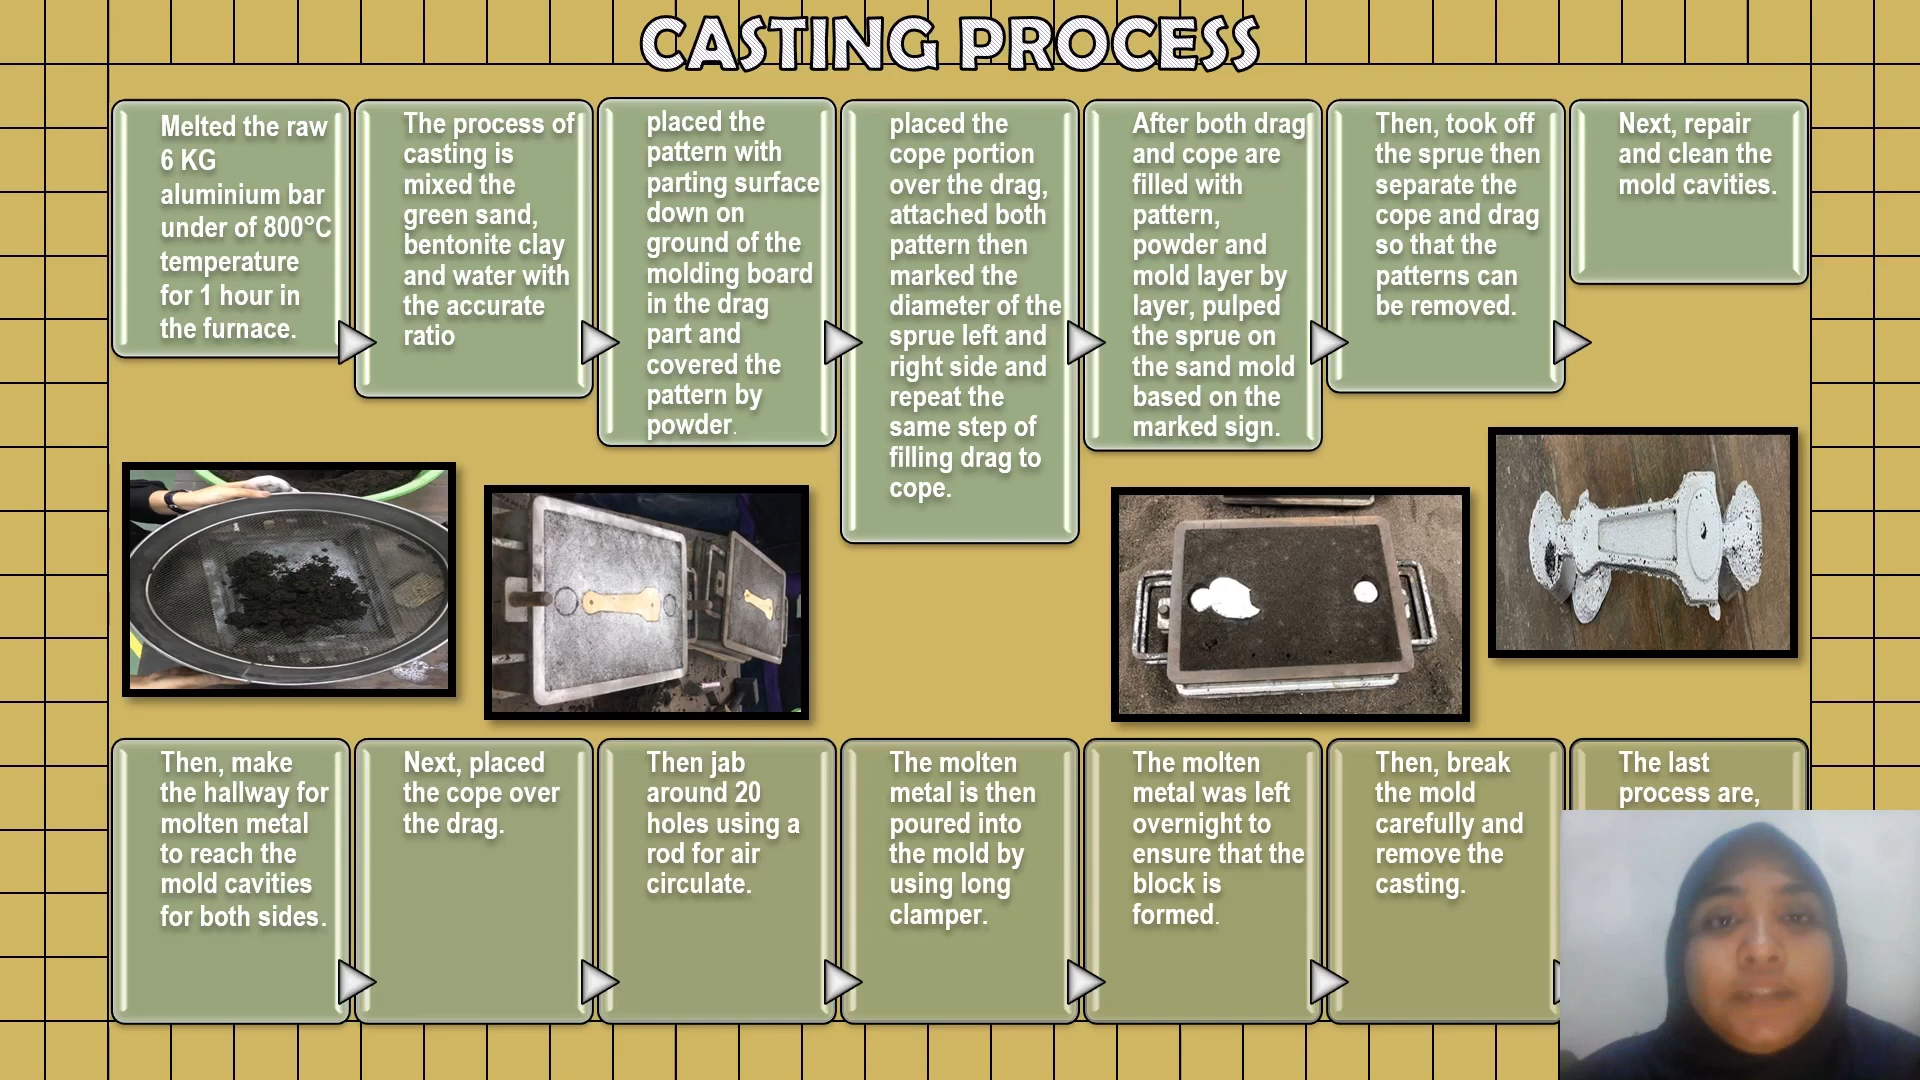 CASTING PROCESS
Melted the raw
6 KG
aluminium bar
under of 800°C
temperature
for 1 hour in
the furnace.
The process of
casting is
mixed the
green sand,
bentonite clay
and water with
the accurate
ratio
placed the
pattern with
parting surface
down on
ground of the
molding board
in the drag
part and
covered the
pattern by
powder.
placed the
cope portion
over the drag,
attached both
pattern then
marked the
diameter of the
sprue left and
right side and
repeat the
same step of
filling drag to
cope.
After both drag
and cope are
filled with
pattern,
powder and
mold layer by
layer, pulped
the sprue on
the sand mold
based on the
marked sign.
Then, took off
the sprue then
separate the
cope and drag
so that the
patterns can
be removed.
Next, repair
and clean the
mold cavities.
Then, make
the hallway for
molten metal
to reach the
mold cavities
for both sides.
Next, placed
the cope over
the drag.
Then jab
around 20
holes using a
rod for air
circulate.
The molten
metal is then
poured into
the mold by
using long
clamper.
The molten
metal was left
overnight to
ensure that the
block is
formed.
Then, break
the mold
carefully and
remove the
casting.
The last
process are,